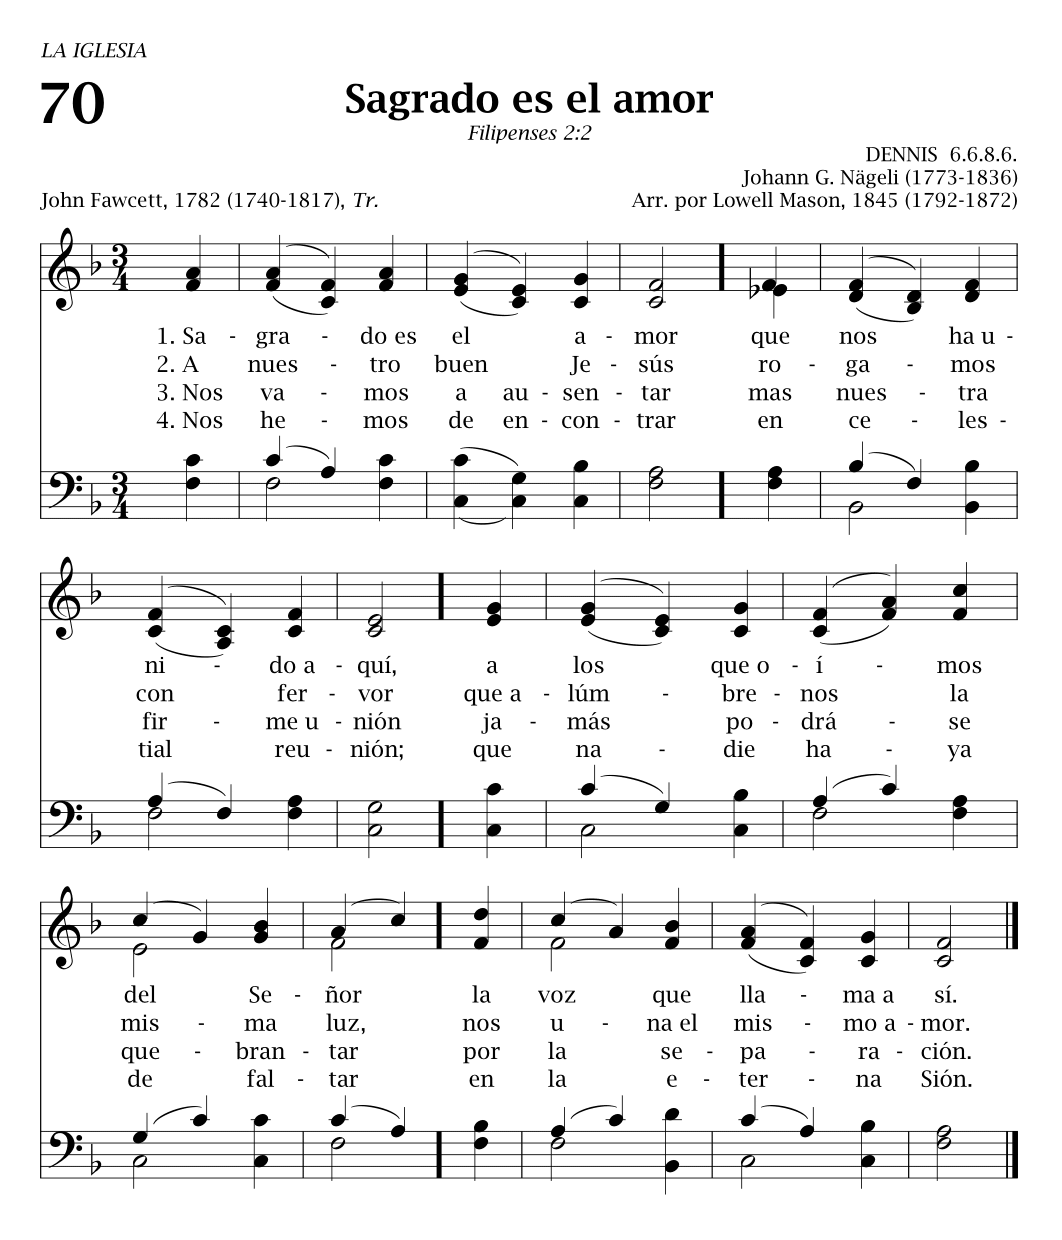 LA IGLESIA
70
Sagrado es el amor
Filipenses 2:2
DENNIS 6.6.8.6.
Johann G. Nägeli (1773-1836)
John Fawcett, 1782 (1740-1817), Tr.
Arr. por Lowell Mason, 1845 (1792-1872)
3 4
1. Sa - gra - do es el a - mor que nos ha u -
2. A nues - tro buen Je - sús ro - ga - mos
3. Nos va - mos a au - sen - tar mas nues - tra
4. Nos he - mos de en - con - trar en ce - les -
3 4
ni - do a - quí, a los que o - í - mos
con fer - vor que a - lúm - bre - nos la
fir - me u - nión ja - más po - drá - se
tial reu - nión; que na - die ha - ya
del Se - ñor la voz que lla - ma a sí.
mis - ma luz, nos u - na el mis - mo a - mor.
que - bran - tar por la se - pa - ra - ción.
de fal - tar en la e - ter - na Sión.